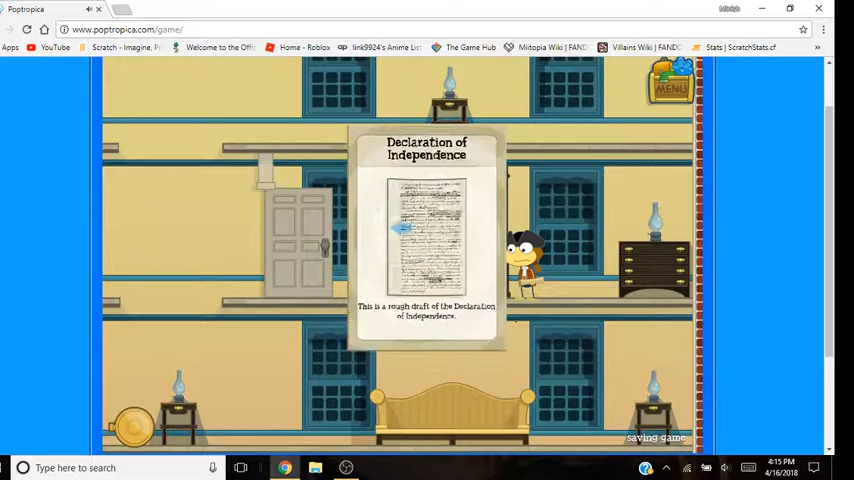 Poptropica
www.poptropica.com/game/
Apps YouTube Scratch - Imagine, P Welcome to the Offic Home - Roblox link9924's Anime List The Game Hub Miitopia Wiki | FAND Villains Wiki | FAND Stats | ScratchStats.cf
MENU
Declaration of
Independence
This is a rough draft of the Declaration
of Independence.
saving game
Type here to search
4:15 PM
4/16/2018